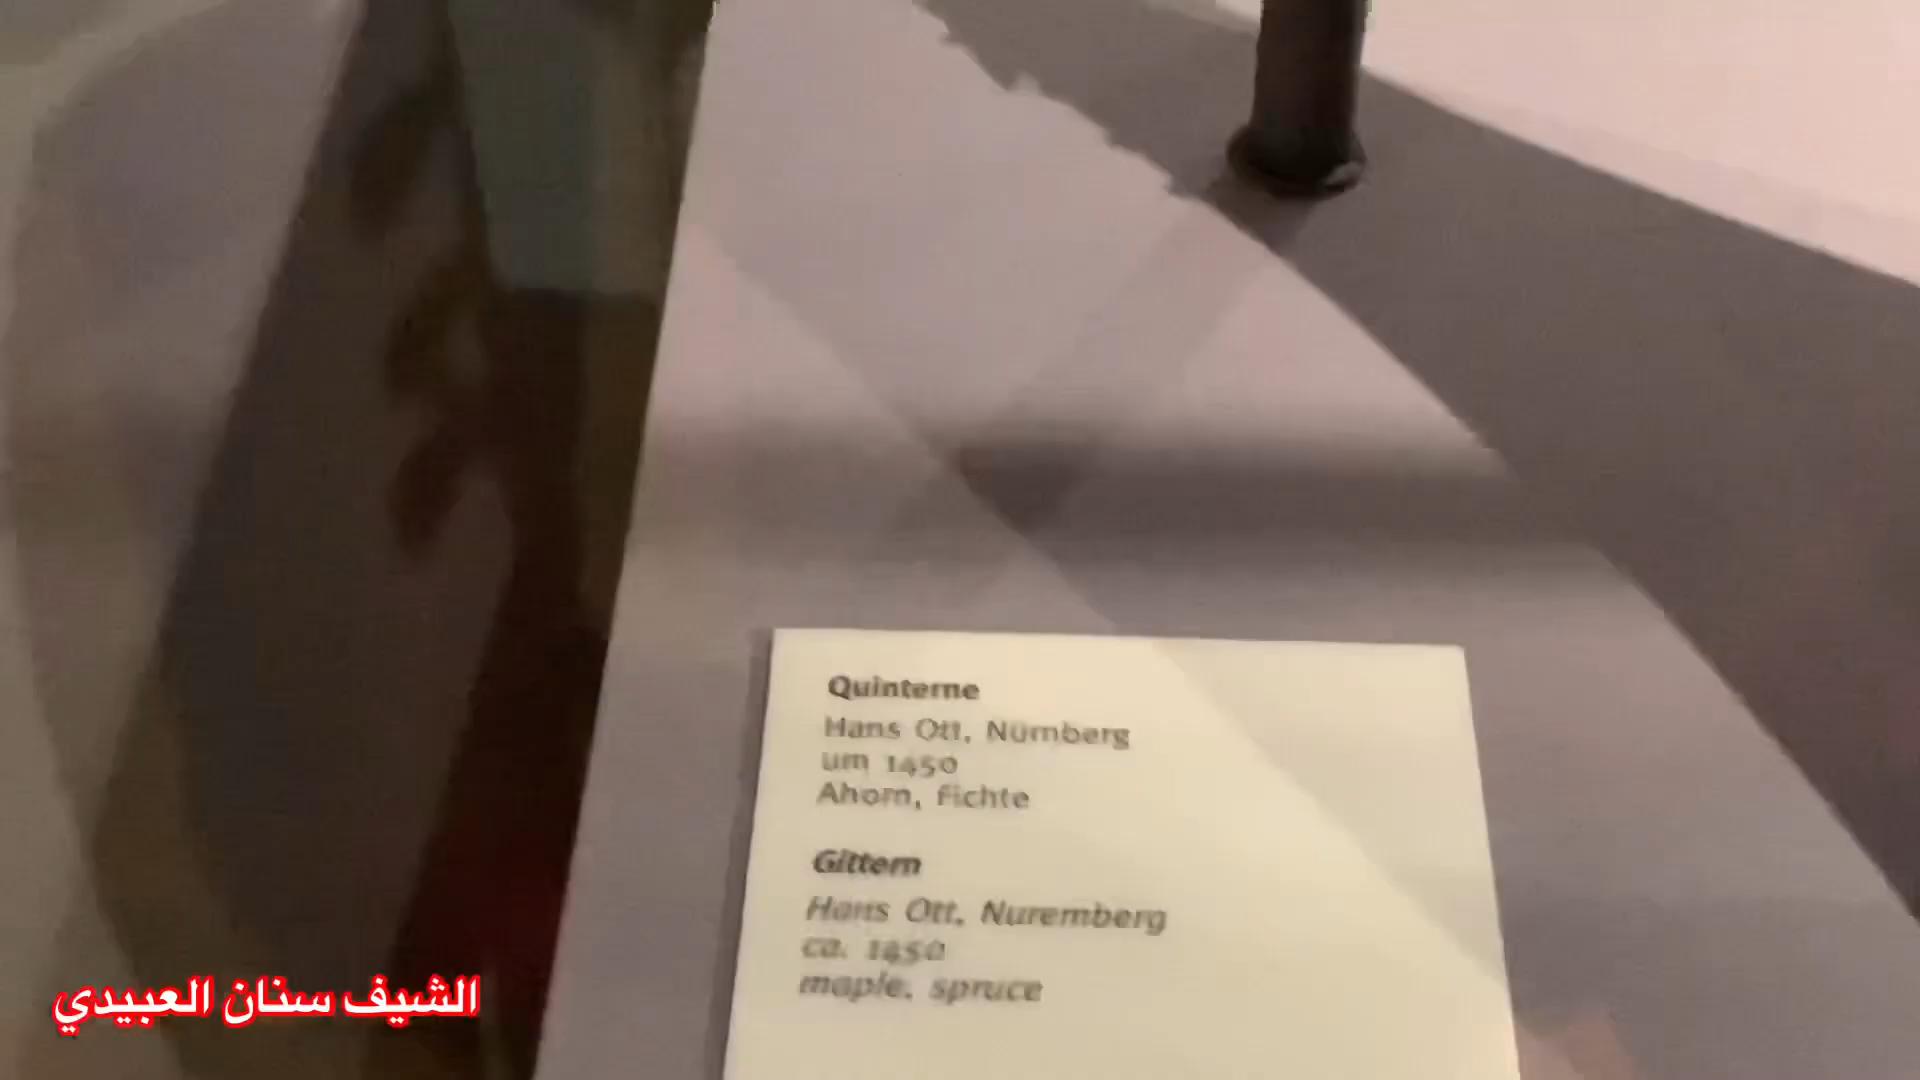 Quinterne
Hans Ott, Nürnberg
um 1450
Ahorn, Fichte
Gittern
Hans Ott, Nuremberg
ca. 1450
maple, spruce
الشيف سنان العبيدي